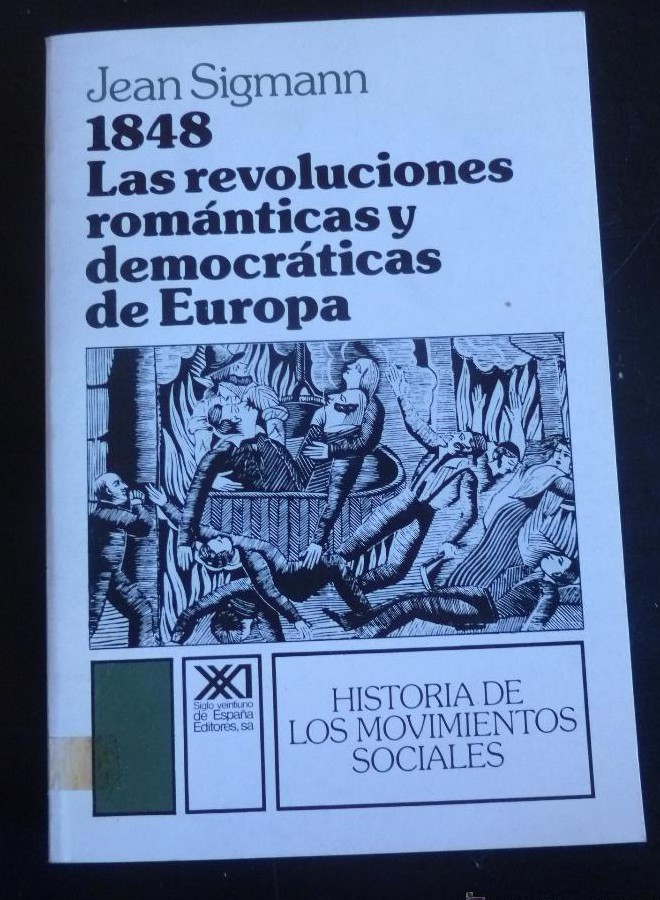 Jean Sigmann
1848
Las revoluciones
románticas y
democráticas
de Europa
XXI
Siglo veintiuno
de España
Editores, sa
HISTORIA DE
LOS MOVIMIENTOS
SOCIALES